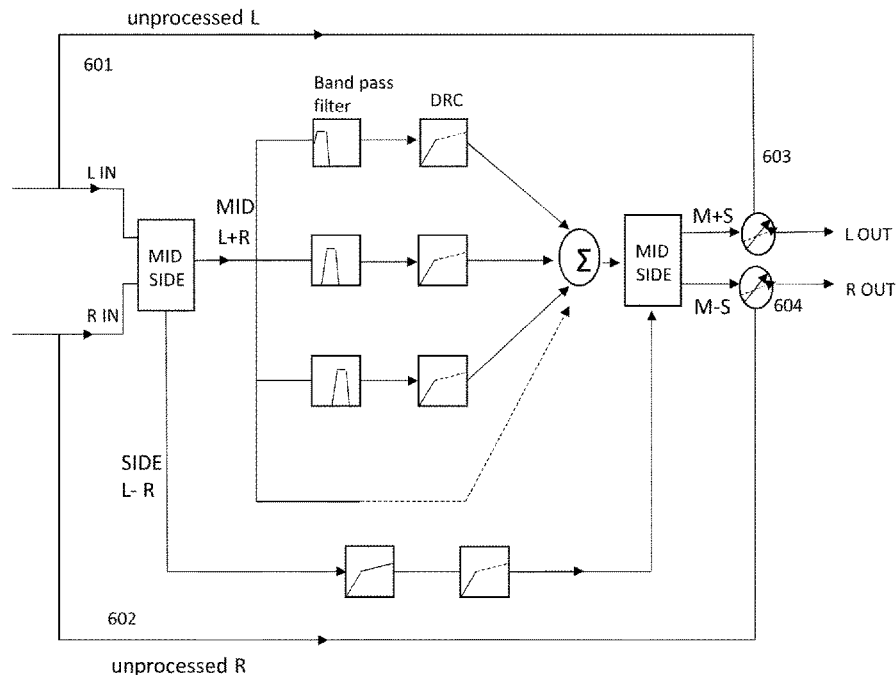 unprocessed L
601
Band pass
filter
DRC
603
L IN
MID
L+R
M+S
L OUT
MID
SIDE
Σ
MID
SIDE
R IN
M-S
604
R OUT
SIDE
L- R
602
unprocessed R